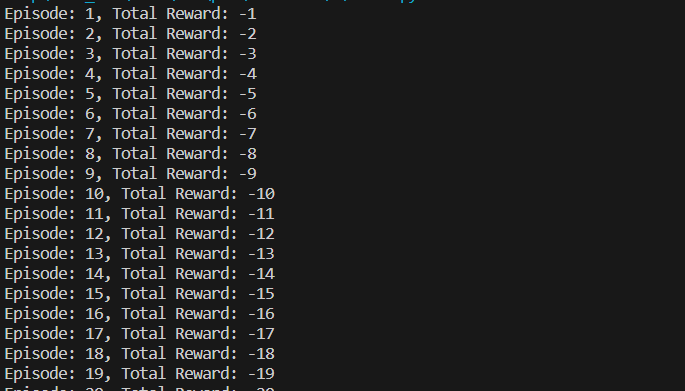 Episode: 1, Total Reward: -1
Episode: 2, Total Reward: -2
Episode: 3, Total Reward: -3
Episode: 4, Total Reward: -4
Episode: 5, Total Reward: -5
Episode: 6, Total Reward: -6
Episode: 7, Total Reward: -7
Episode: 8, Total Reward: -8
Episode: 9, Total Reward: -9
Episode: 10, Total Reward: -10
Episode: 11, Total Reward: -11
Episode: 12, Total Reward: -12
Episode: 13, Total Reward: -13
Episode: 14, Total Reward: -14
Episode: 15, Total Reward: -15
Episode: 16, Total Reward: -16
Episode: 17, Total Reward: -17
Episode: 18, Total Reward: -18
Episode: 19, Total Reward: -19
Episode: 20, Total Reward: -20